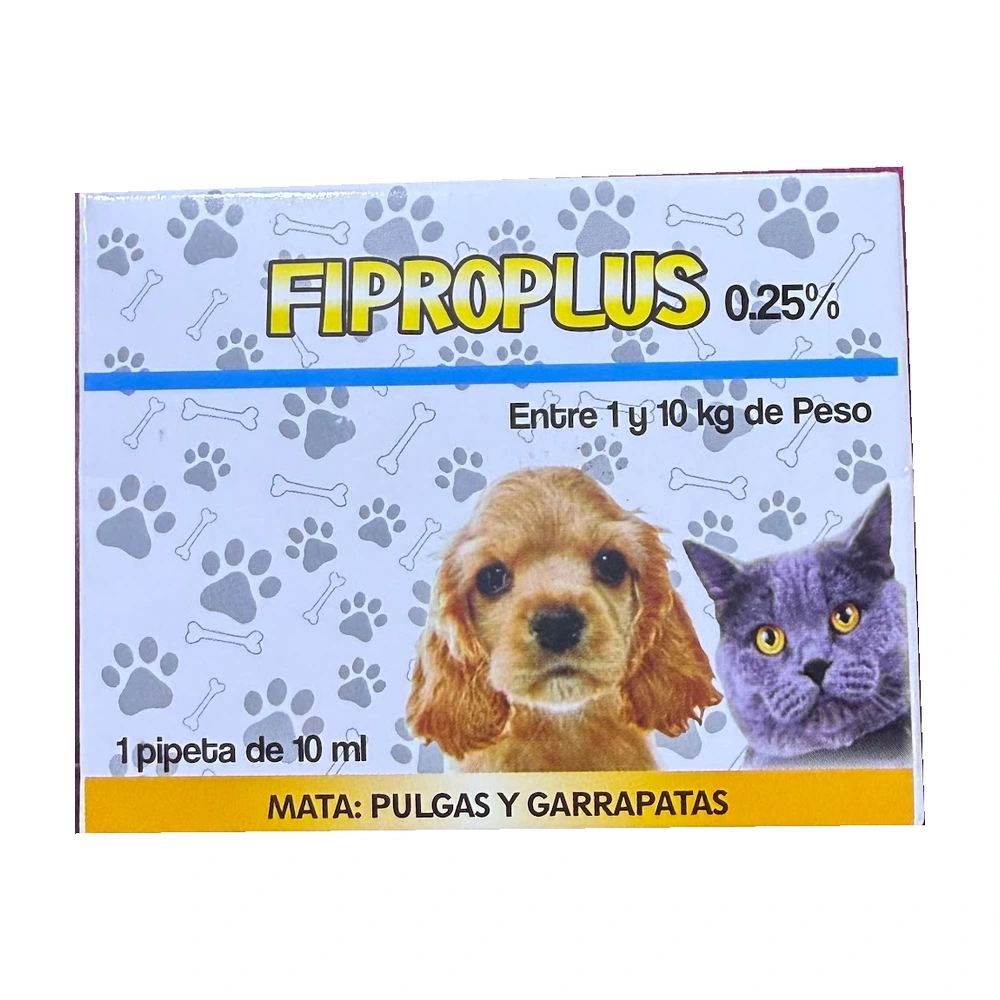 FIPROPLUS 0.25%
Entre 1 y 10 kg de Peso
1 pipeta de 10 ml
MATA: PULGAS Y GARRAPATAS